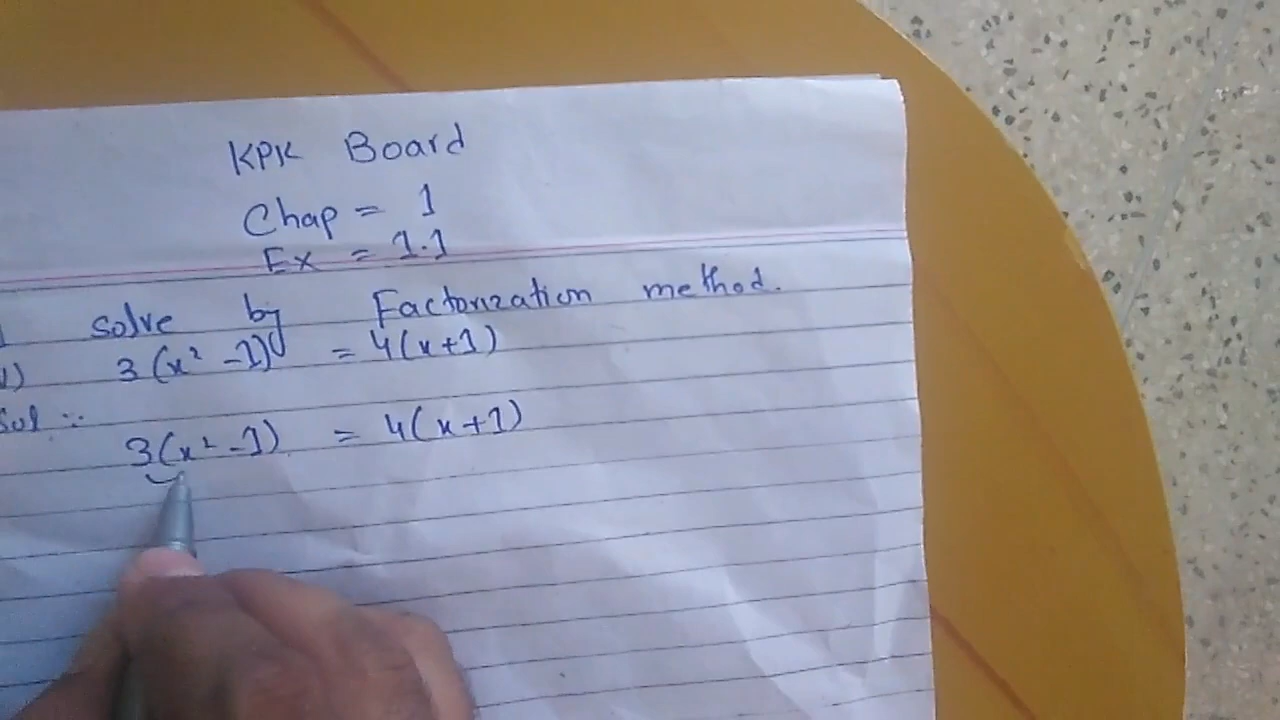 KPK Board
Chap = 1
Ex = 1.1
Solve by Factorization method.
3(x² -1) = 4(x+1)
Sol :-
3(x² -1) = 4(x+1)